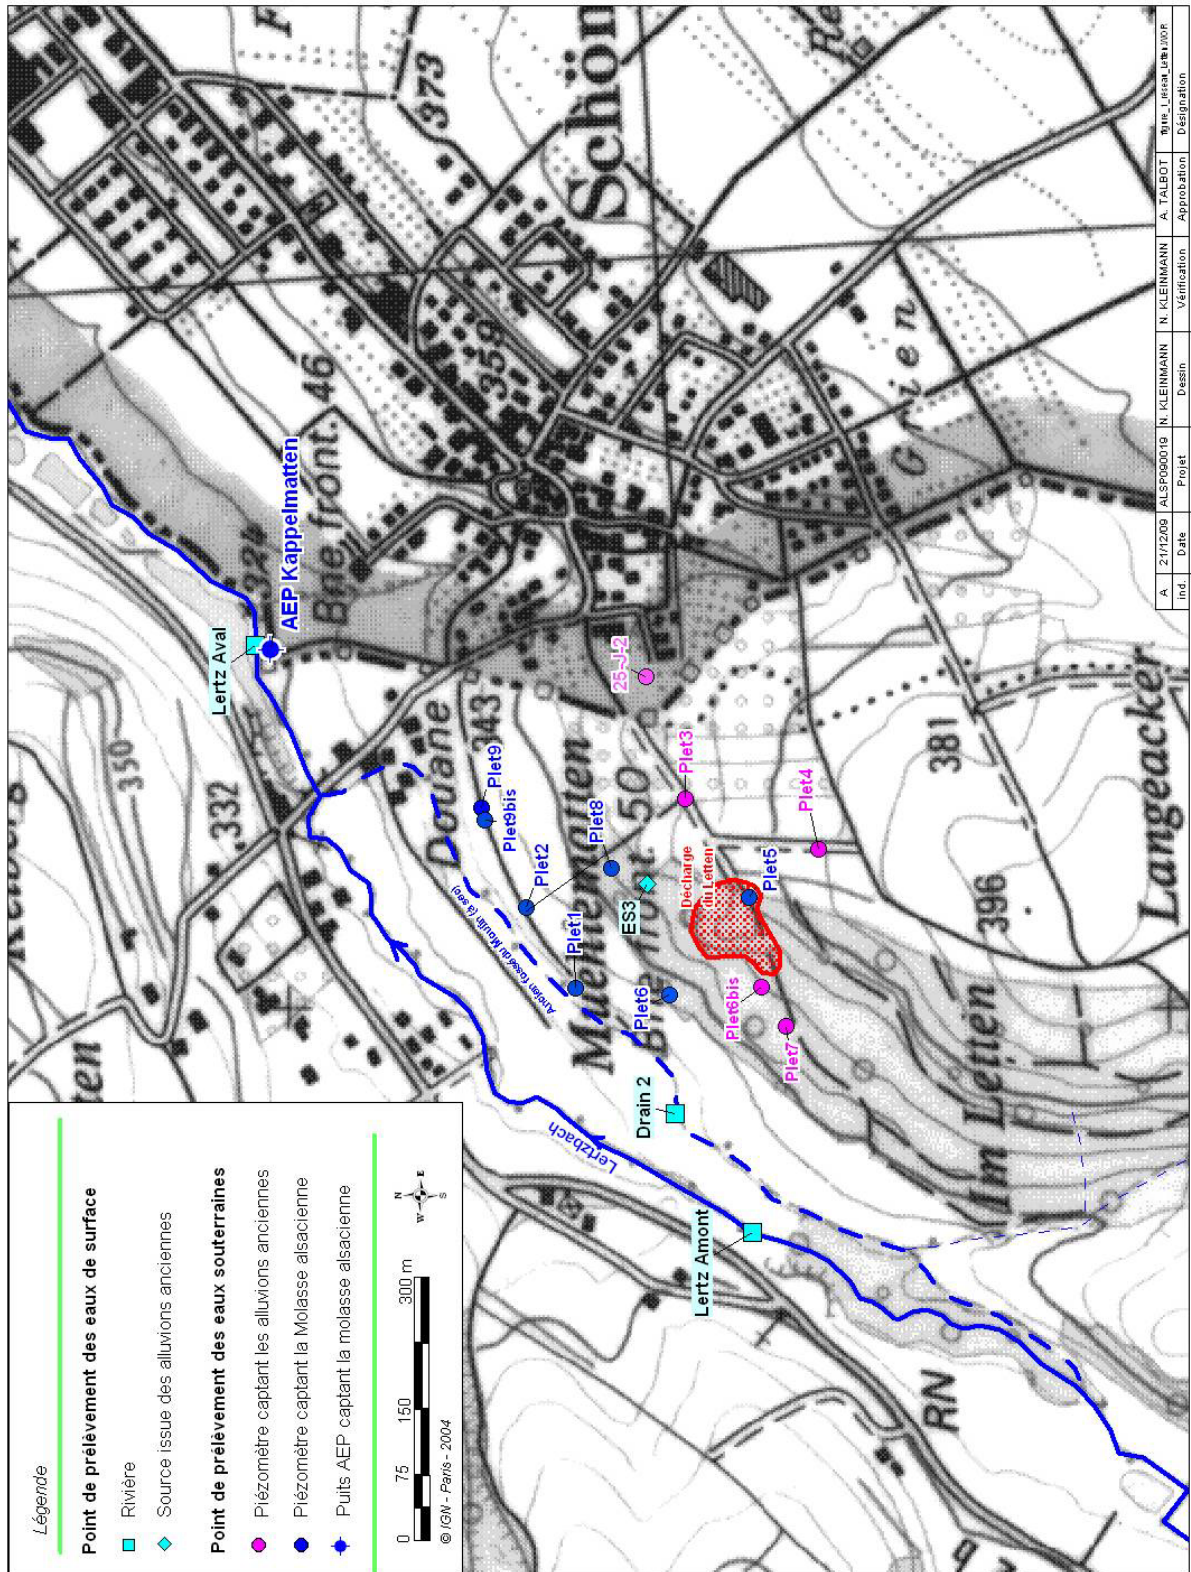 Légende
Point de prélèvement des eaux de surface
Rivière
Source issue des alluvions anciennes
Point de prélèvement des eaux souterraines
Piézomètre captant les alluvions anciennes
Piézomètre captant la Molasse alsacienne
Puits AEP captant la molasse alsacienne
0 75 150 300 m
N
W E
S
© IGN - Paris - 2004
350
332
324
AEP Kappelmatten
Lertz Aval
Bne front. 46
373
359
Schön
Douane
343
Plet9
Plet9bis
Plet2
Plet8
Plet1
Ancien fossé du Moulin (à sec)
25-J-2
Plet3
Plet4
ES3
Décharge
du Letten
Plet5
Plet6
Plet6bis
Plet7
Drain 2
Lertzbach
Lertz Amont
RN
Im Letten
396
381
Langeacker
A 21/12/09 ALSP090019 N. KLEINMANN N. KLEINMANN A. TALBOT
ind. Date Projet Dessin Vérification Approbation Désignation